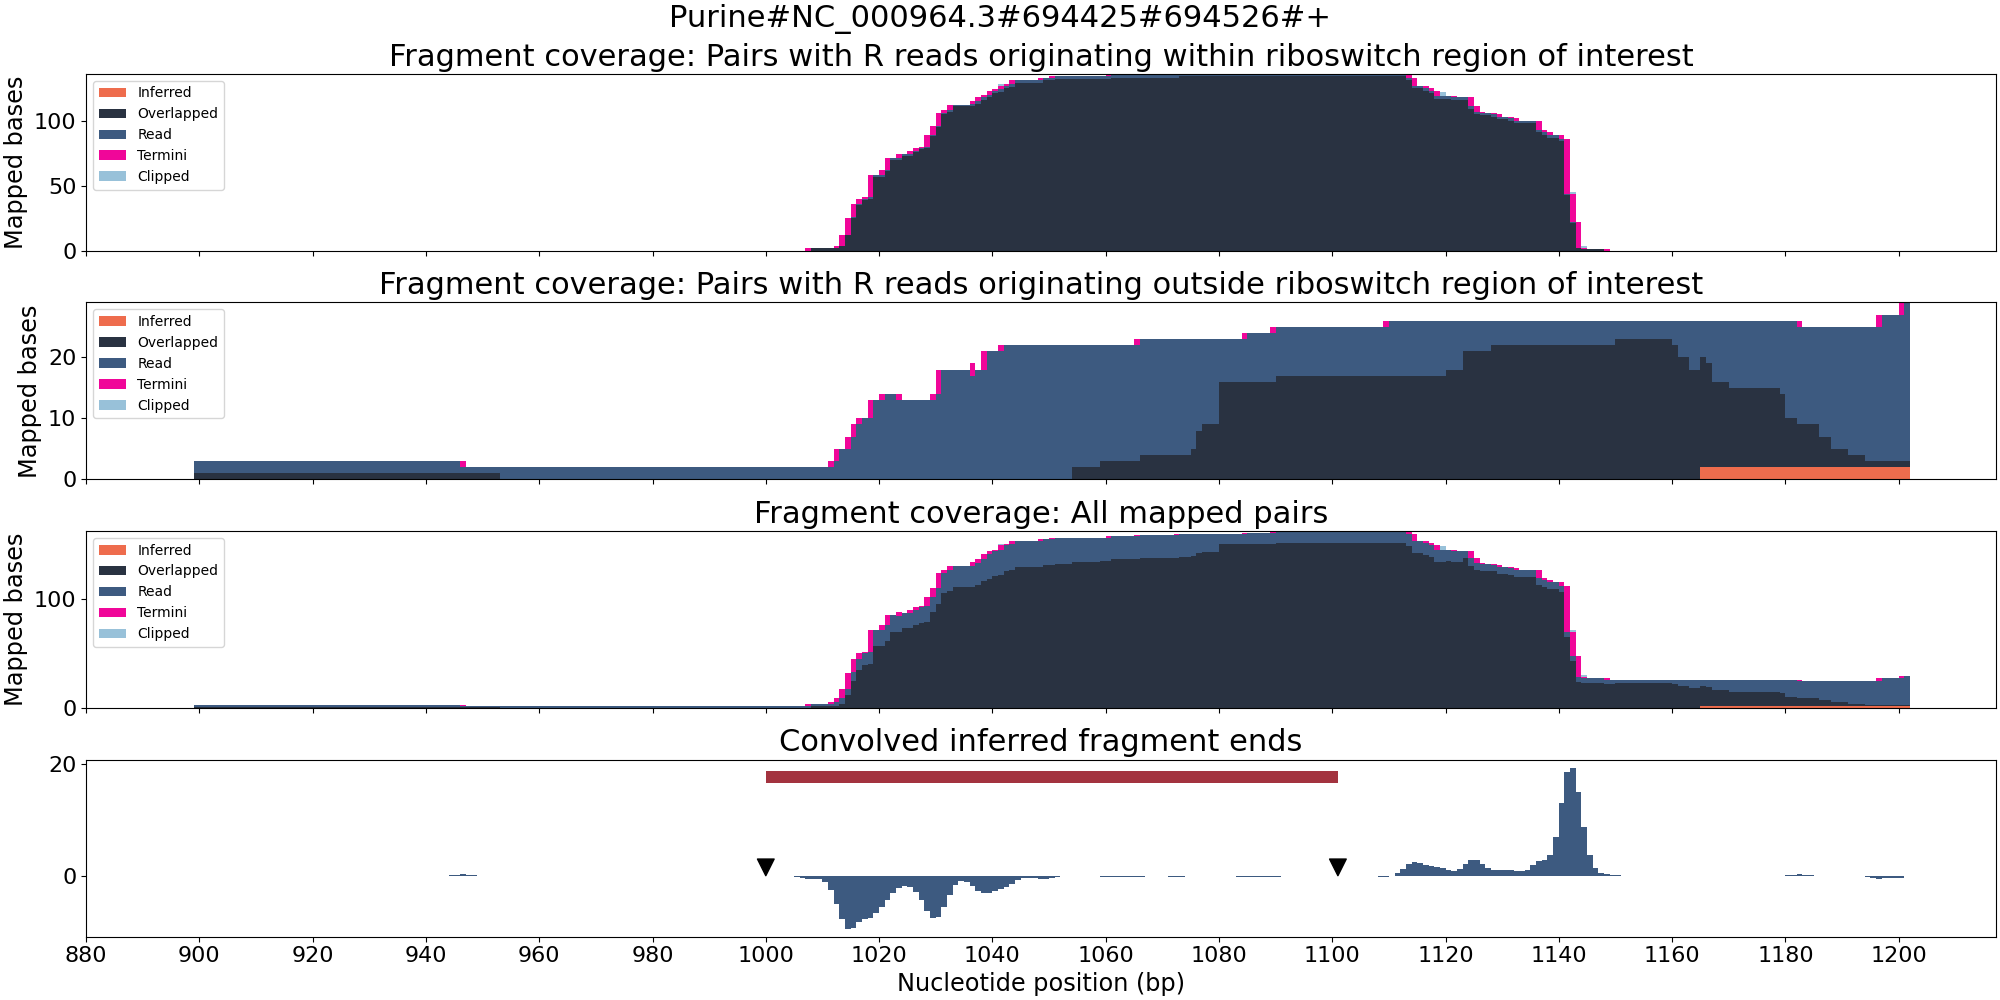 Purine#NC_000964.3#694425#694526#+
Fragment coverage: Pairs with R reads originating within riboswitch region of interest
Mapped bases
100
50
0
Inferred
Overlapped
Read
Termini
Clipped
Fragment coverage: Pairs with R reads originating outside riboswitch region of interest
Mapped bases
20
10
0
Inferred
Overlapped
Read
Termini
Clipped
Fragment coverage: All mapped pairs
Mapped bases
100
0
Inferred
Overlapped
Read
Termini
Clipped
Convolved inferred fragment ends
20
0
880 900 920 940 960 980 1000 1020 1040 1060 1080 1100 1120 1140 1160 1180 1200
Nucleotide position (bp)